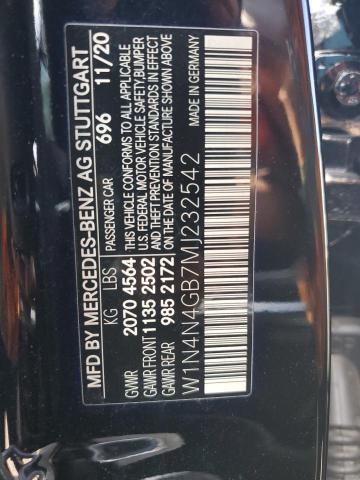 MFD BY MERCEDES-BENZ AG STUTTGART
696 11/20
PASSENGER CAR
KG LBS
GVWR 2070 4564
GAWR FRONT 1135 2502
GAWR REAR 985 2172
THIS VEHICLE CONFORMS TO ALL APPLICABLE
U.S. FEDERAL MOTOR VEHICLE SAFETY, BUMPER
AND THEFT PREVENTION STANDARDS IN EFFECT
ON THE DATE OF MANUFACTURE SHOWN ABOVE
MADE IN GERMANY
W1N4N4GB7MJ232542